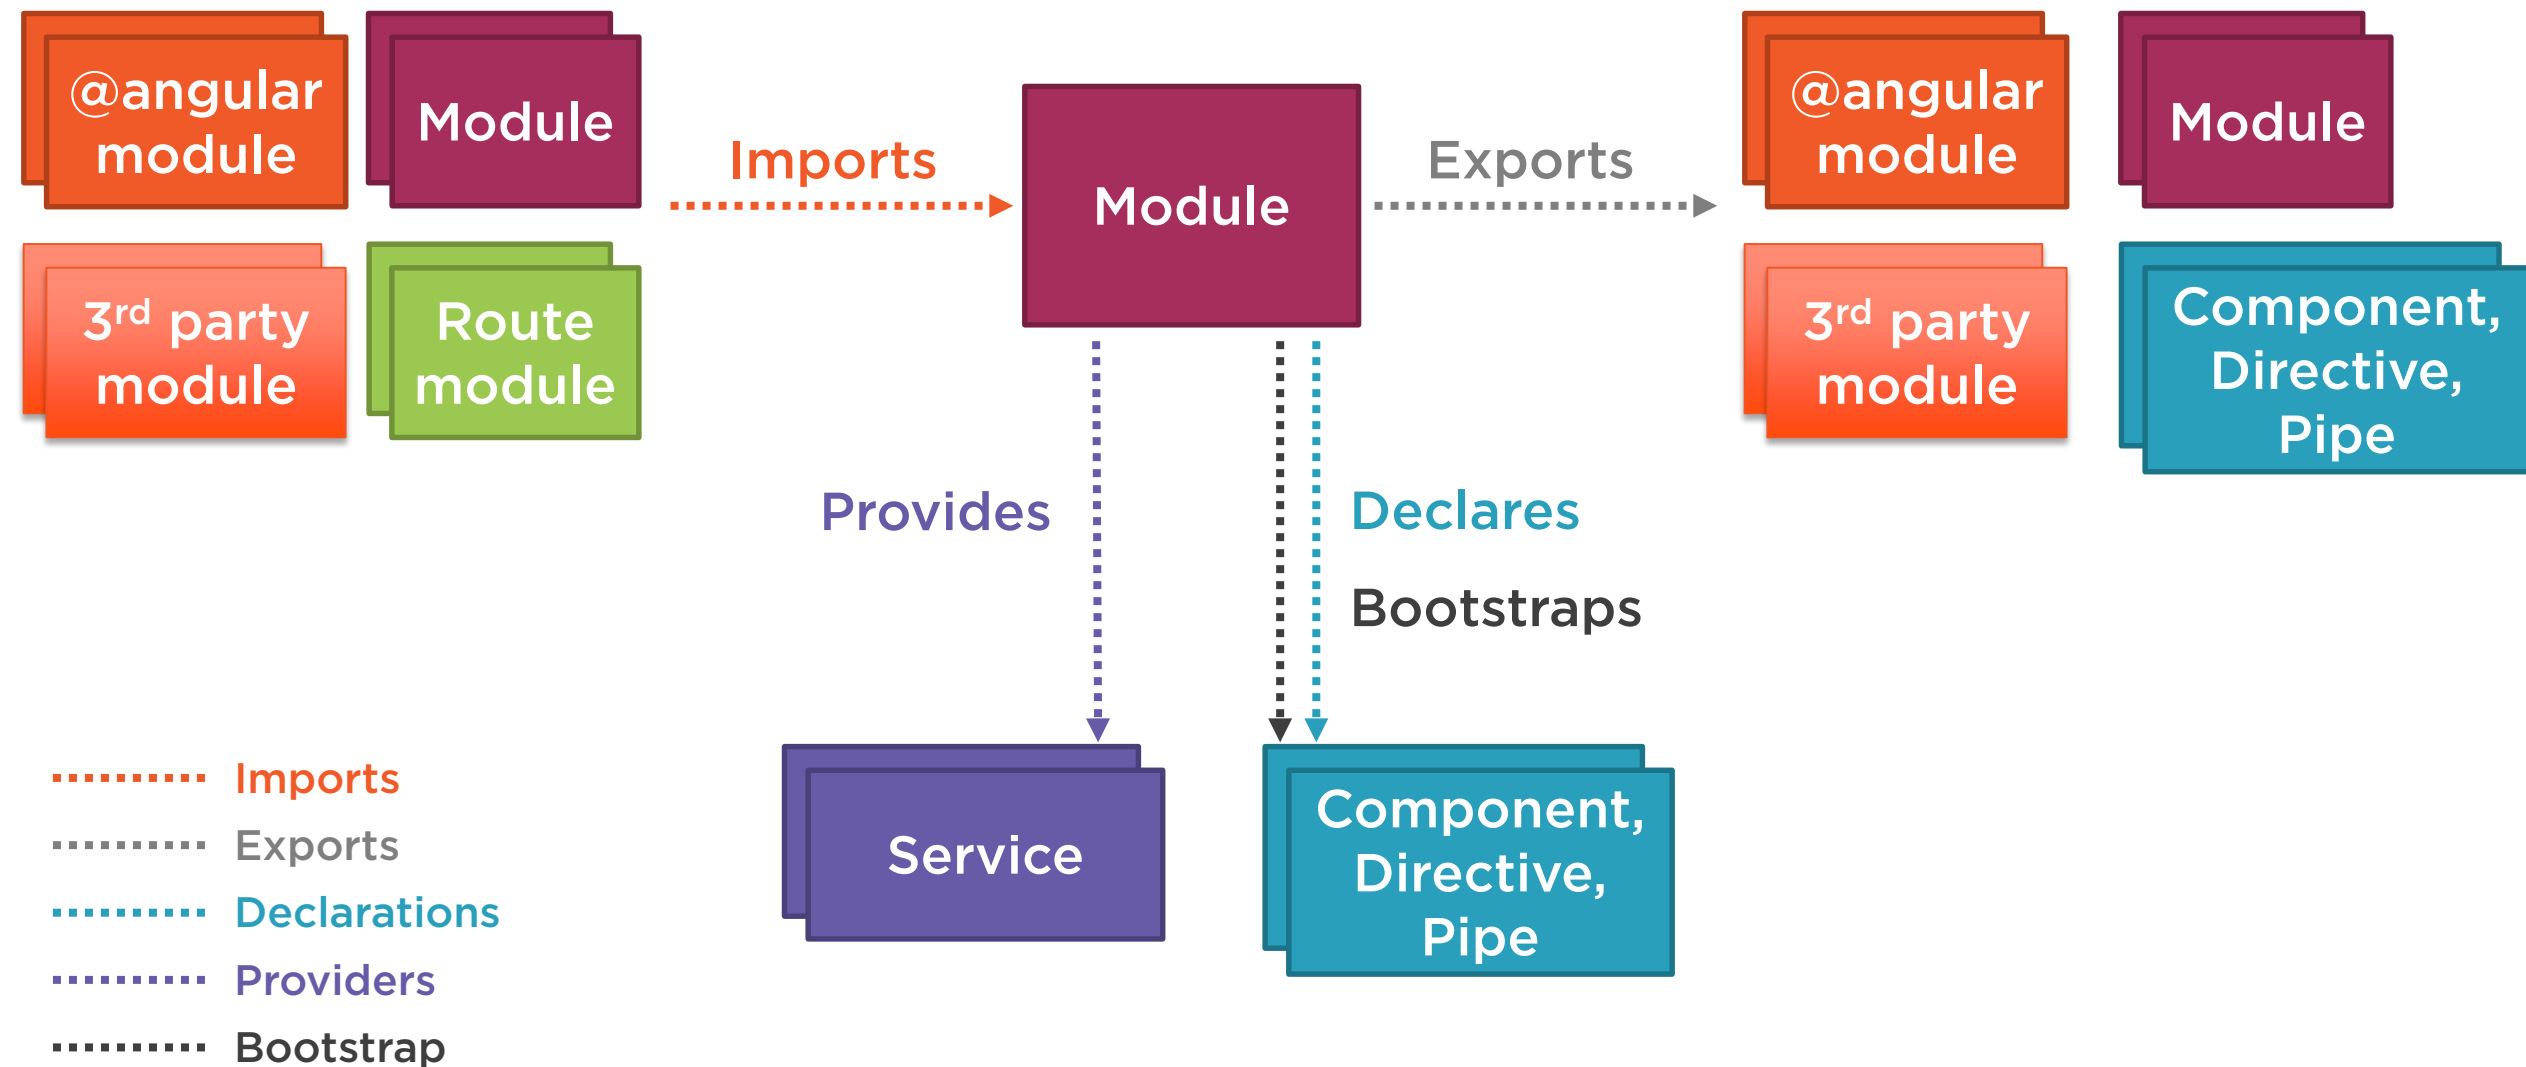 @angular
module
Module
3rd party
module
Route
module
Imports
Module
Exports
@angular
module
Module
3rd party
module
Component,
Directive,
Pipe
Provides
Declares
Bootstraps
Service
Component,
Directive,
Pipe
Imports
Exports
Declarations
Providers
Bootstrap